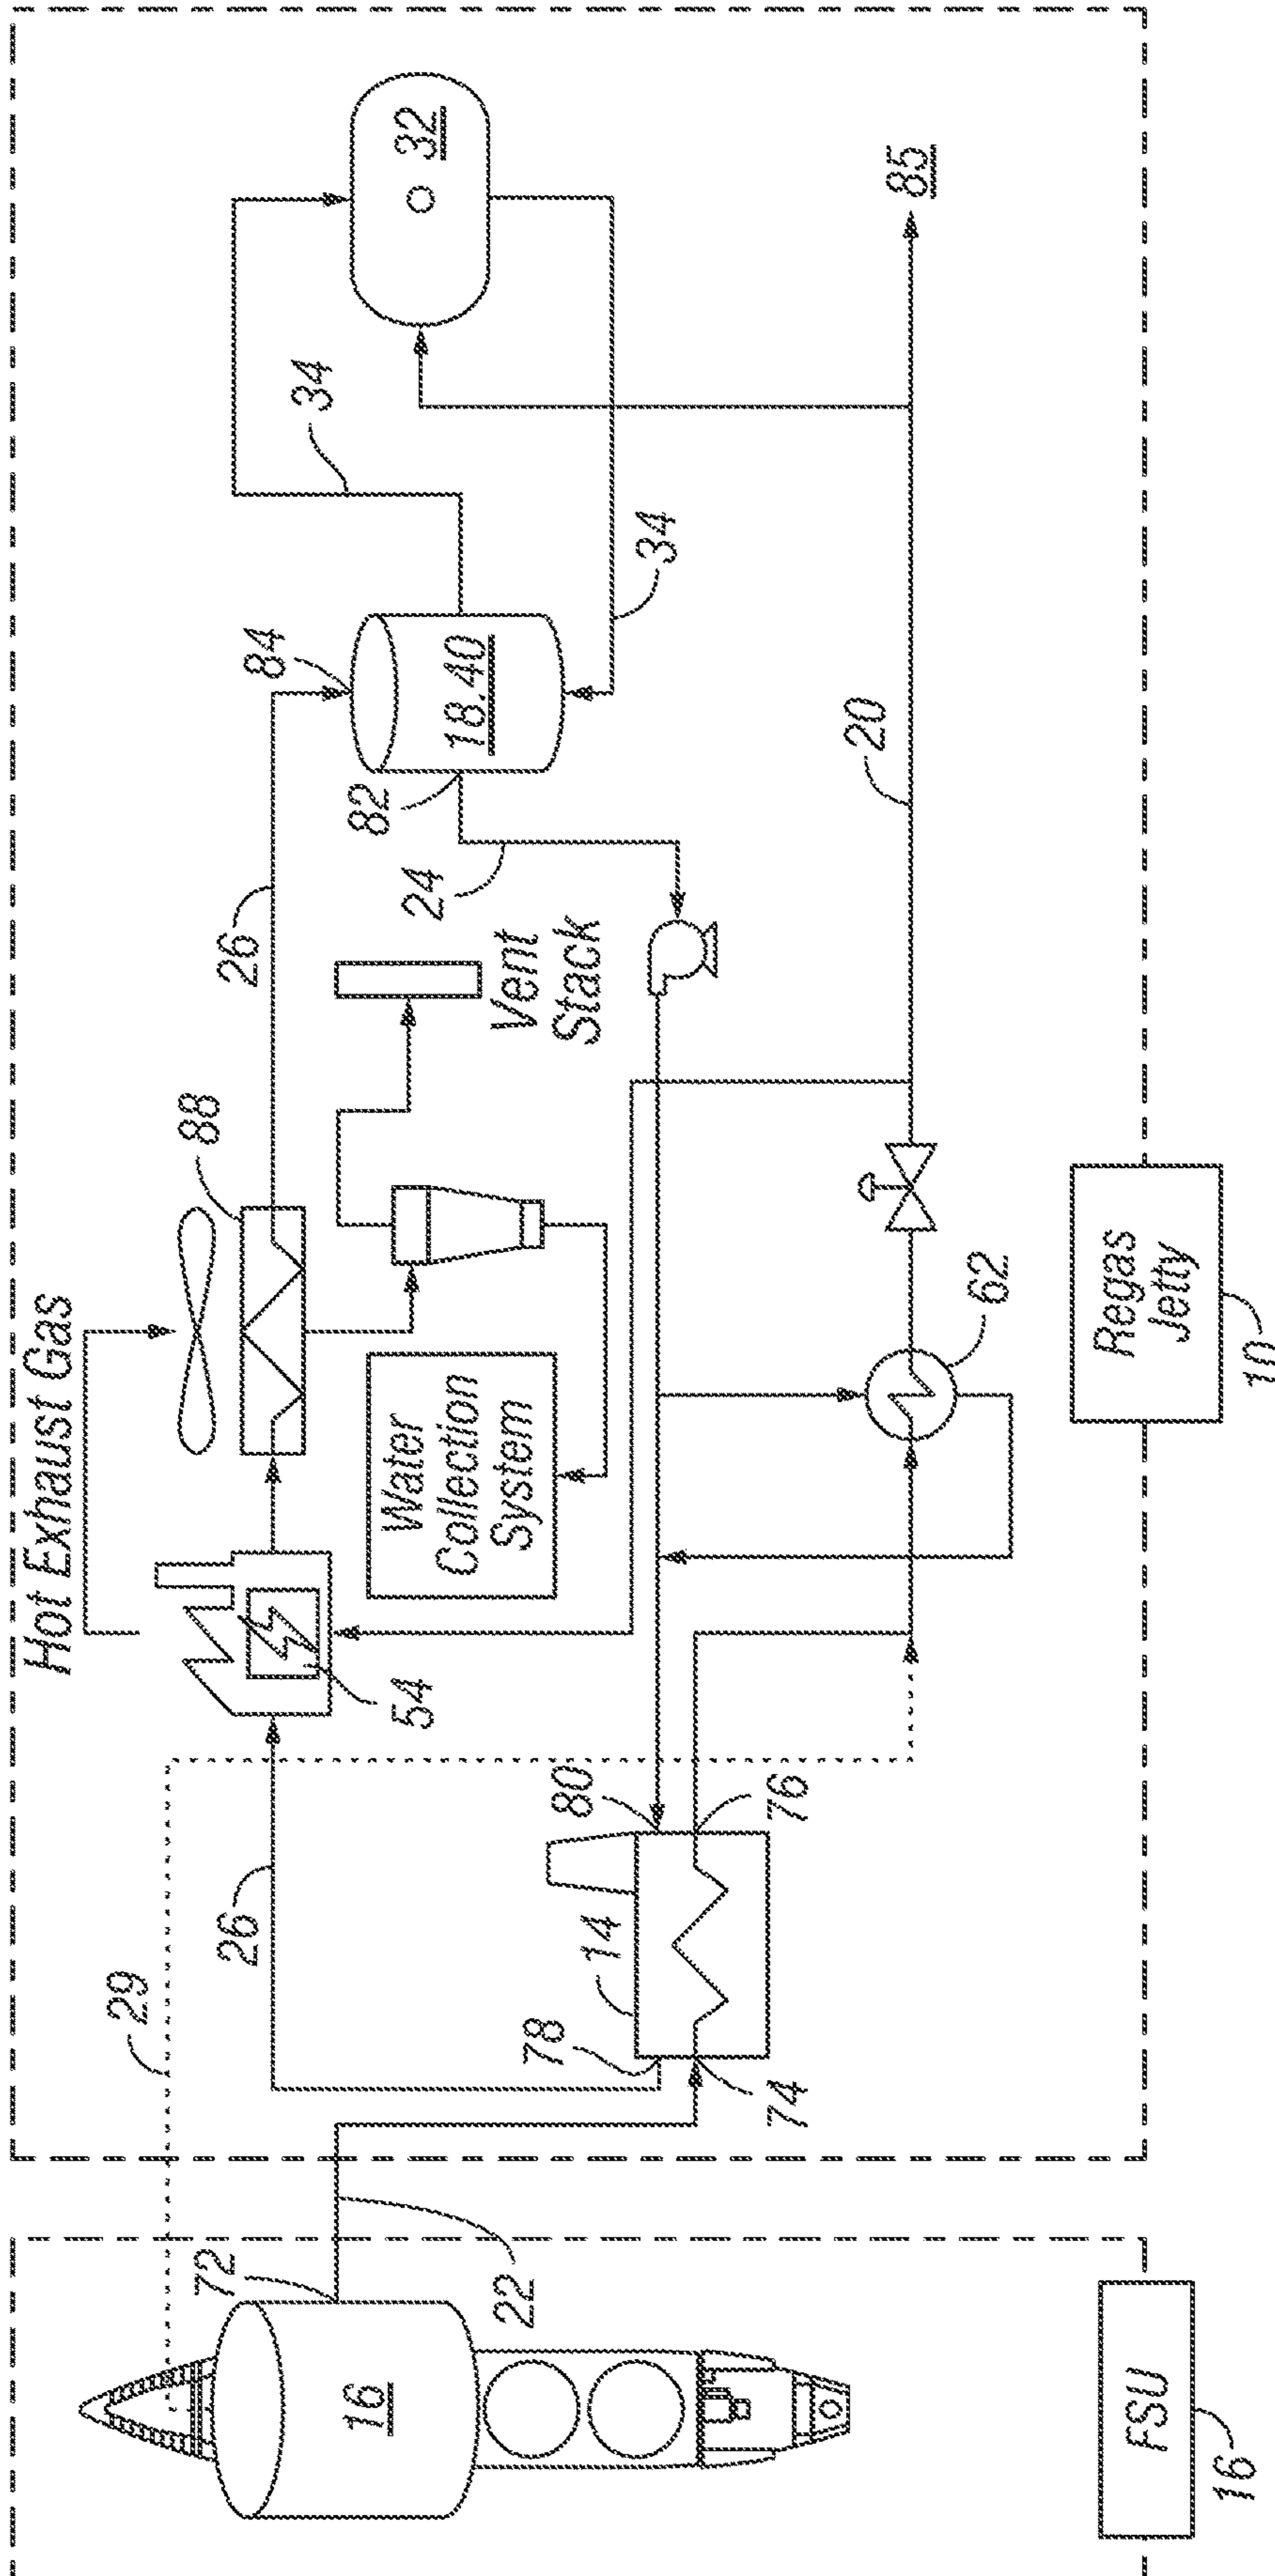 Hot Exhaust Gas
29
88
72
26
26
84
34
16
54
82
32
24
Water
Collection
System
18.40
22
Vent
Stack
78
80
14
34
74
76
20
85
62
Regas
Jetty
10
FSU
16